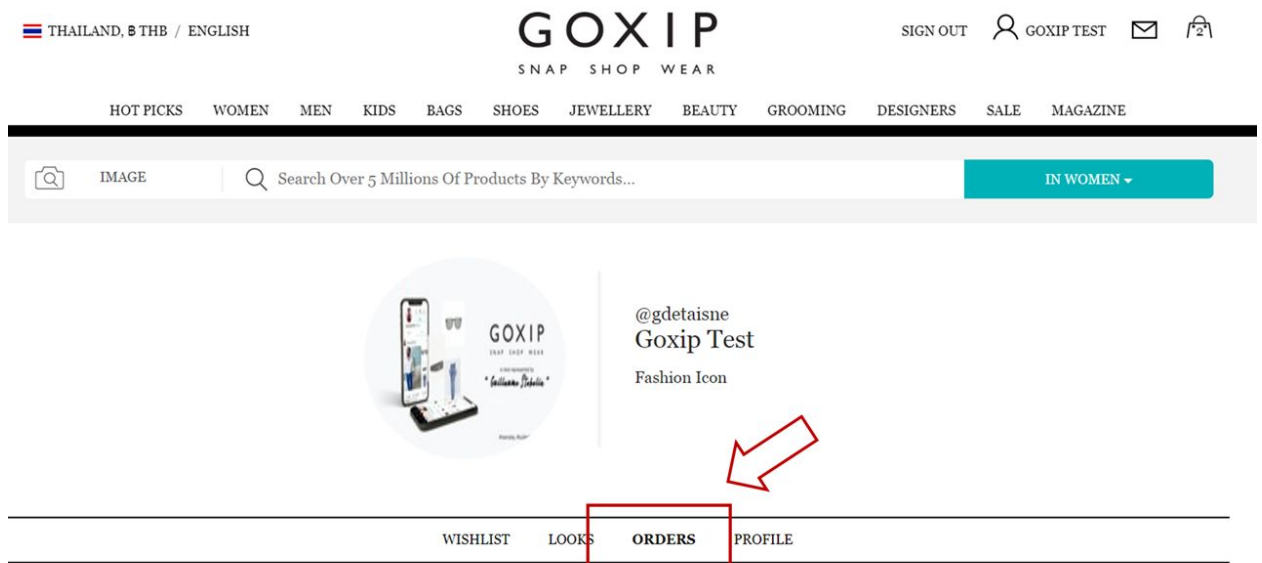 THAILAND, ฿ THB / ENGLISH
GOXIP
SNAP SHOP WEAR
SIGN OUT
GOXIP TEST
2
HOT PICKS WOMEN MEN KIDS BAGS SHOES JEWELLERY BEAUTY GROOMING DESIGNERS SALE MAGAZINE
IMAGE
Search Over 5 Millions Of Products By Keywords...
IN WOMEN
GOXIP
SNAP SHOP WEAR
@gdetaisne
Goxip Test
Fashion Icon
WISHLIST LOOKS ORDERS PROFILE